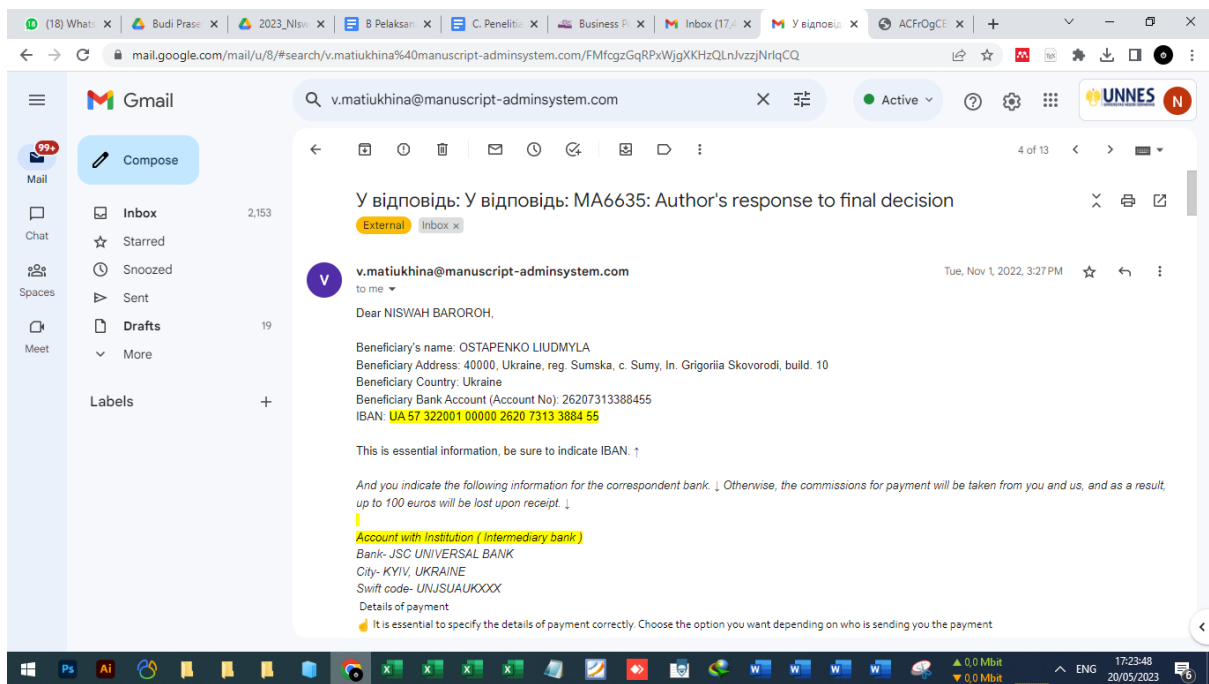 (18) Whats
Budi Prase
2023_NIsw
B Pelaksan
C. Penelitia
Business P
Inbox (17,4
У відповід
ACFrOgCE
mail.google.com/mail/u/8/#search/v.matiukhina%40manuscript-adminsystem.com/FMfcgzGqRPxWjgXKHzQLnJvzzjNrIqCQ
Gmail
v.matiukhina@manuscript-adminsystem.com
Active
UNNES
N
99+
Mail
Chat
Spaces
Meet
Compose
Inbox 2,153
Starred
Snoozed
Sent
Drafts 19
More
Labels
4 of 13
У відповідь: У відповідь: MA6635: Author's response to final decision
External Inbox x
V
v.matiukhina@manuscript-adminsystem.com Tue, Nov 1, 2022, 3:27 PM
to me
Dear NISWAH BAROROH,
Beneficiary's name: OSTAPENKO LIUDMYLA
Beneficiary Address: 40000, Ukraine, reg. Sumska, c. Sumy, ln. Grigoriia Skovorodi, build. 10
Beneficiary Country: Ukraine
Beneficiary Bank Account (Account No): 26207313388455
IBAN: UA 57 322001 00000 2620 7313 3884 55
This is essential information, be sure to indicate IBAN. ↑
And you indicate the following information for the correspondent bank. ↓ Otherwise, the commissions for payment will be taken from you and us, and as a result,
up to 100 euros will be lost upon receipt. ↓
Account with Institution ( Intermediary bank )
Bank- JSC UNIVERSAL BANK
City- KYIV, UKRAINE
Swift code- UNJSUAUKXXX
Details of payment
☝ It is essential to specify the details of payment correctly. Choose the option you want depending on who is sending you the payment
Ps
Ai
▲ 0,0 Mbit
▼ 0,0 Mbit
ENG
17:23:48
20/05/2023
6